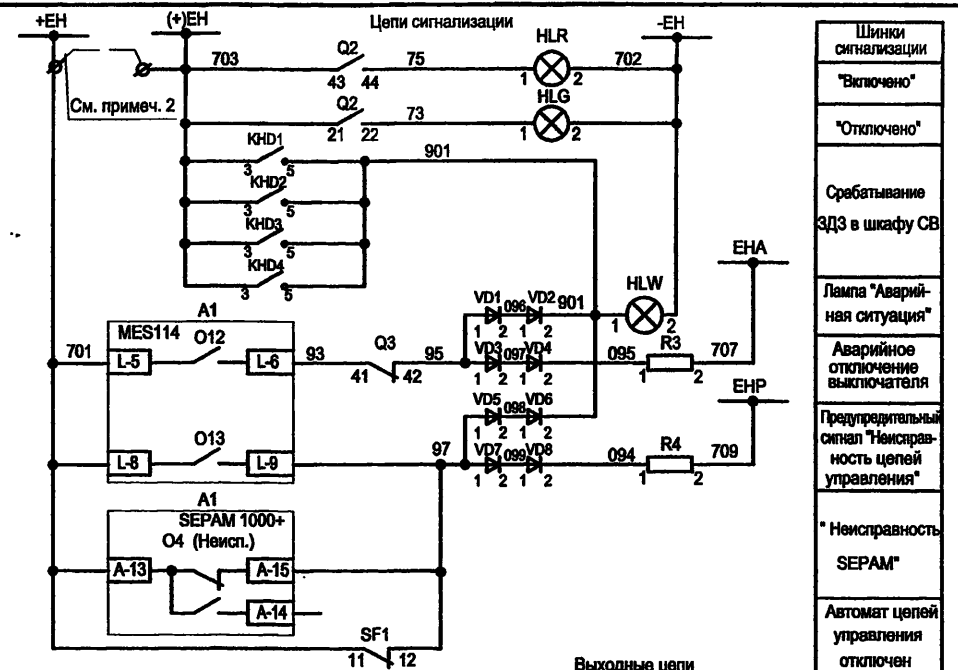 +EH
(+)EH
Цепи сигнализации
-EH
Шинки
сигнализации
703
Q2
43 44
75
HLR
1 2
702
"Включено"
См. примеч. 2
Q2
21 22
73
HLG
1 2
"Отключено"
KHD1
3 5
901
KHD2
3 5
KHD3
3 5
KHD4
3 5
Срабатывание
ЗДЗ в шкафу СВ
EHA
HLW
1 2
VD1 096 VD2 901
1 2 1 2
Лампа "Аварий-
ная ситуация"
A1
MES114
701
L-5
O12
L-6
93
Q3
41 42
95
VD3 097 VD4
1 2 1 2
095
R3
1 2
707
Аварийное
отключение
выключателя
EHP
VD5 098 VD6
1 2 1 2
L-8
O13
L-9
97
VD7 099 VD8
1 2 1 2
094
R4
1 2
709
Предупредительный
сигнал "Неисправ-
ность цепей
управления"
A1
SEPAM 1000+
O4 (Неисп.)
A-13
A-15
A-14
" Неисправность
SEPAM"
SF1
11 12
Автомат цепей
управления
отключен
Выходные цепи